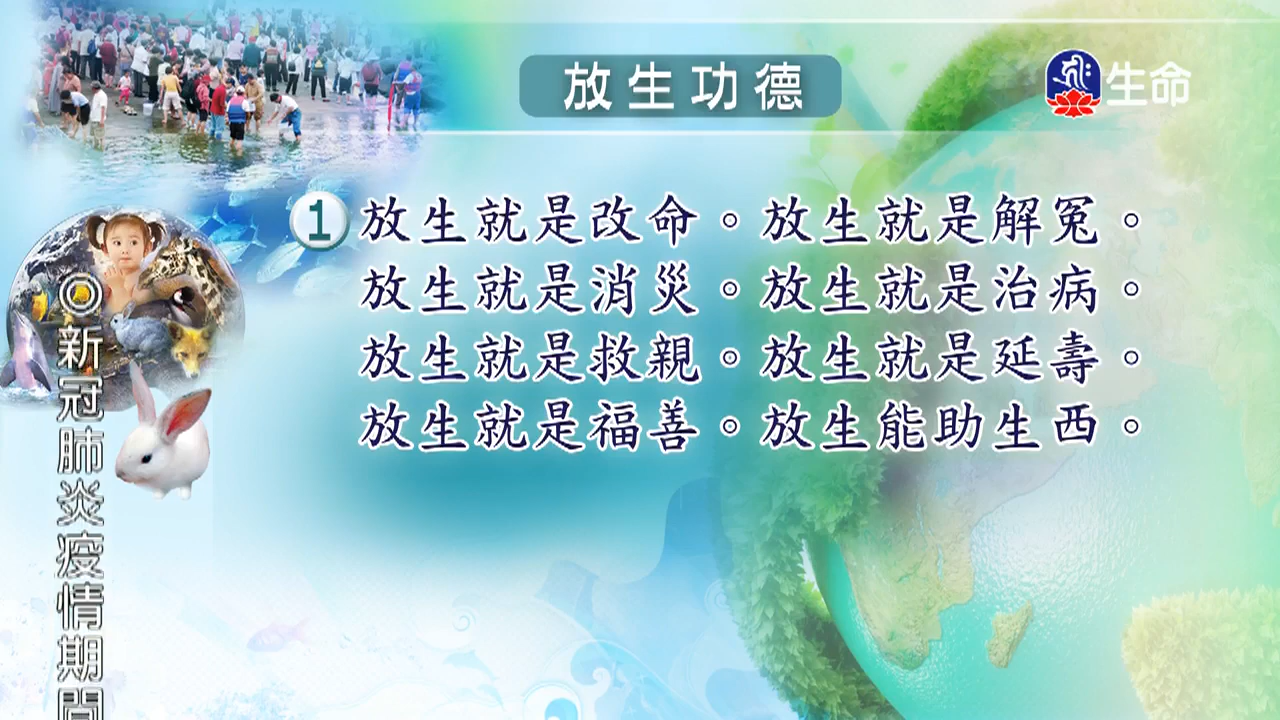 放生功德
生命
1 放生就是改命。放生就是解冤。
放生就是消災。放生就是治病。
放生就是救親。放生就是延壽。
放生就是福善。放生能助生西。
◎新冠肺炎疫情期間